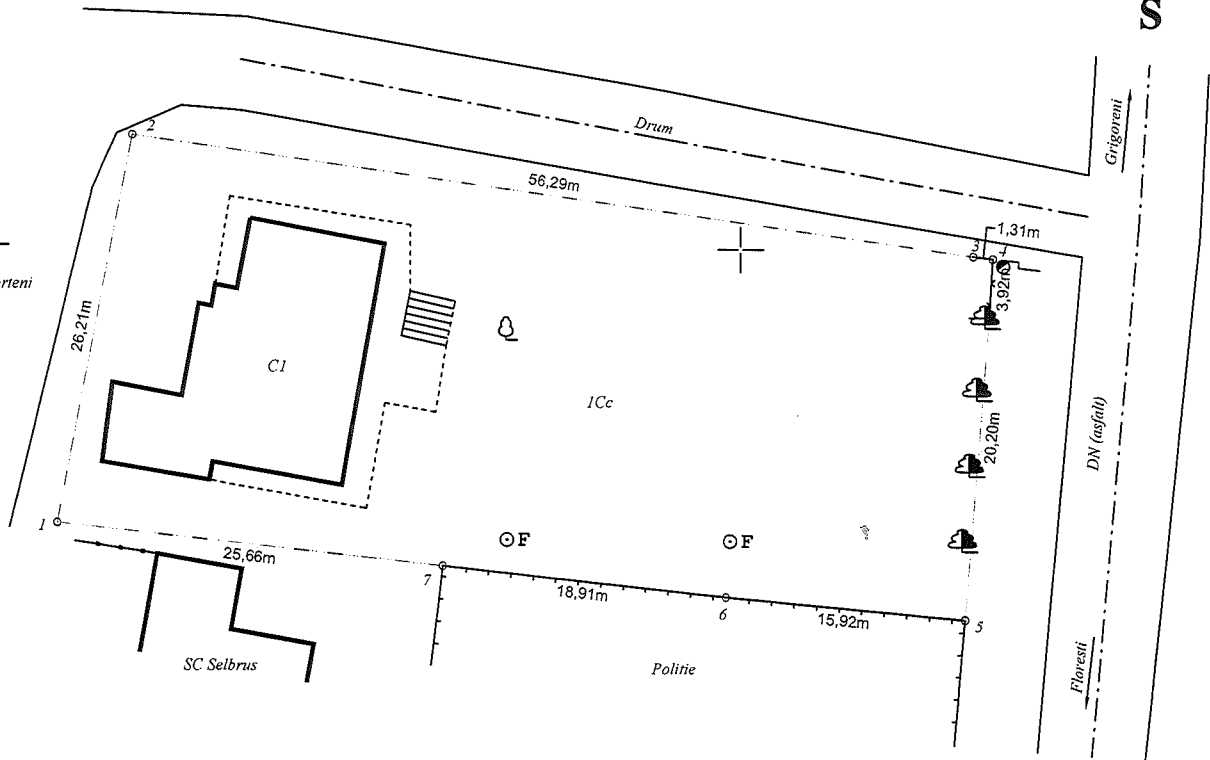 S
Drum
Grigoreni
2
56,29m
1,31m
3
3,92m
rteni
26,21m
C1
1Cc
20,20m
DN (asfalt)
1
F
F
25,66m
7
18,91m
6
15,92m
5
SC Selbrus
Politie
Floresti